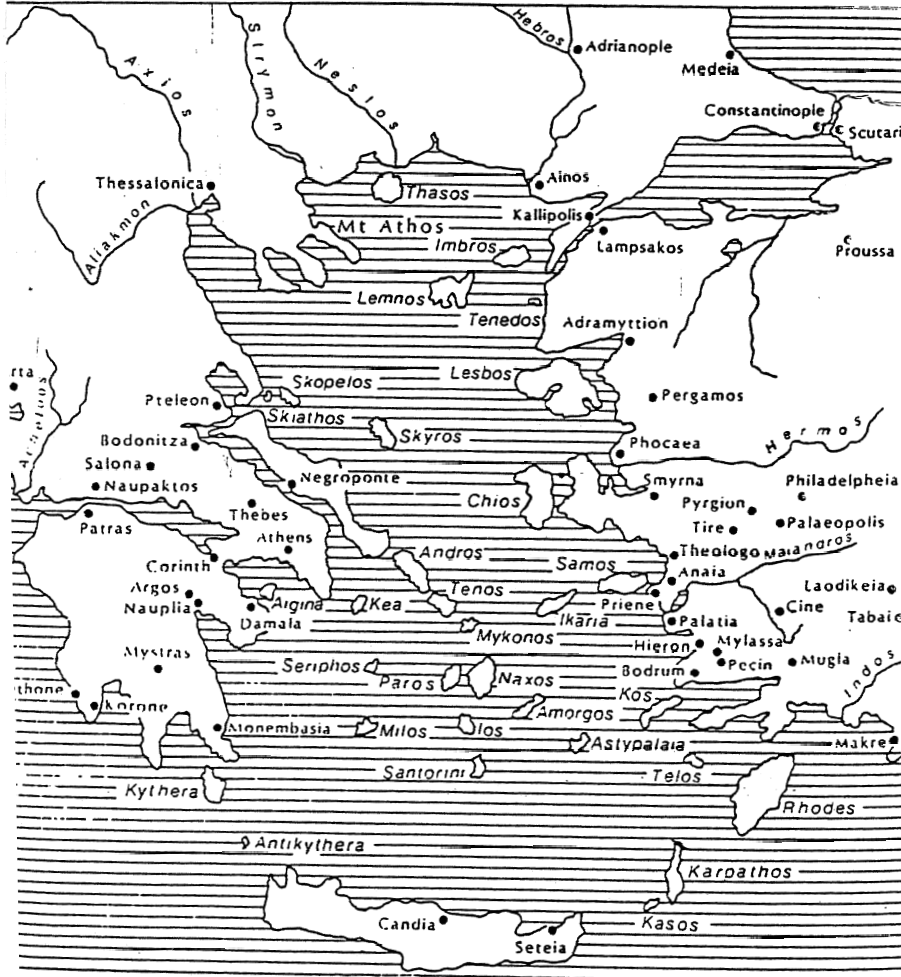 Hebros
Adrianople
Medeia
Axios
Strymon
Nestos
Constantinople
Scutari
Thessalonica
Thasos
Ainos
Aliakmon
Mt Athos
Kallipolis
Imbros
Lampsakos
Proussa
Lemnos
Tenedos
Adramyttion
rta
Skopelos
Lesbos
Pteleon
Skiathos
Pergamos
Acheloos
Bodonitza
Skyros
Phocaea
Hermos
Salona
Naupaktos
Negroponte
Chios
Smyrna
Philadelpheia
Pyrgion
Thebes
Patras
Tire
Palaeopolis
Athens
Andros
Theologo
Maiandros
Corinth
Samos
Anaia
Argos
Aigina
Kea
Tenos
Priene
Laodikeia
Nauplia
Damala
Ikaria
Palatia
Cine
Tabaie
Mykonos
Hieron
Mylassa
Mystras
Seriphos
Paros
Naxos
Bodrum
Pecin
Mugla
Indos
thone
Korone
Kos
Amorgos
Monembasia
Milos
Ios
Astypalaia
Makre
Santorini
Telos
Kythera
Rhodes
Antikythera
Karpathos
Candia
Kasos
Seteia